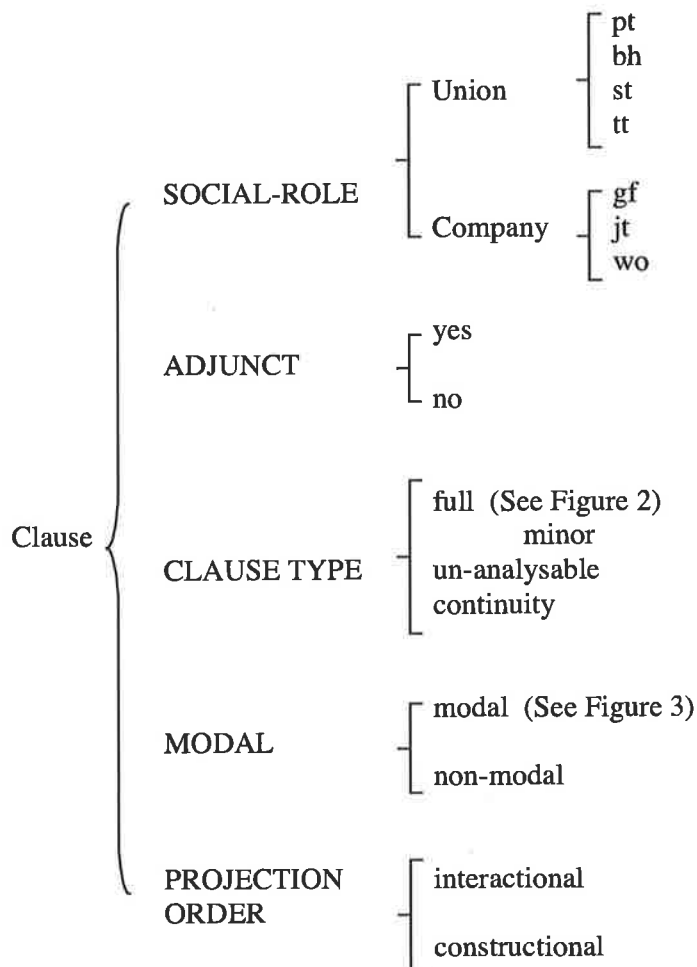 pt
bh
Union
st
tt
SOCIAL-ROLE
gf
Company
jt
wo
yes
ADJUNCT
no
full (See Figure 2)
minor
Clause
CLAUSE TYPE
un-analysable
continuity
modal (See Figure 3)
MODAL
non-modal
PROJECTION
ORDER
interactional
constructional